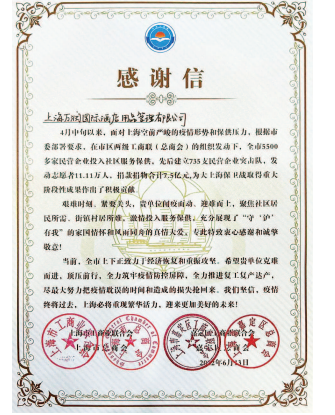 感谢信
上海万润国际酒店用品管理有限公司
4月中旬以来，面对上海空前严峻的疫情形势和保供压力，根据市
委部署要求，在市区两级工商联（总商会）的组织发动下，全市5500
多家民营企业投入社区服务保供，先后建立735支民营企业突击队，发
动志愿者11.11万人，捐款捐物合计7.5亿元，为大上海保卫战取得重大
阶段性成果作出了积极贡献。
艰难时刻、紧要关头，贵单位闻疫而动、迎难而上，聚焦社区居
民所需、街镇村居所难，激情投入服务保供，充分展现了“守‘沪’
有我”的家国情怀和风雨同舟的真情大爱，专此特致衷心感谢和诚挚
敬意！
当前，全市上下正致力于经济恢复和重振攻坚。希望贵单位克难
而进、顶压前行，全力筑牢疫情防控屏障，全力推进复工复产达产，
尽最大努力把疫情耽误的时间和造成的损失抢回来。我们坚信，疫情
终将过去，上海必将重现繁华活力，迎来更加美好的未来！
上海市工商业联合会
上海市总商会
2022年6月13日